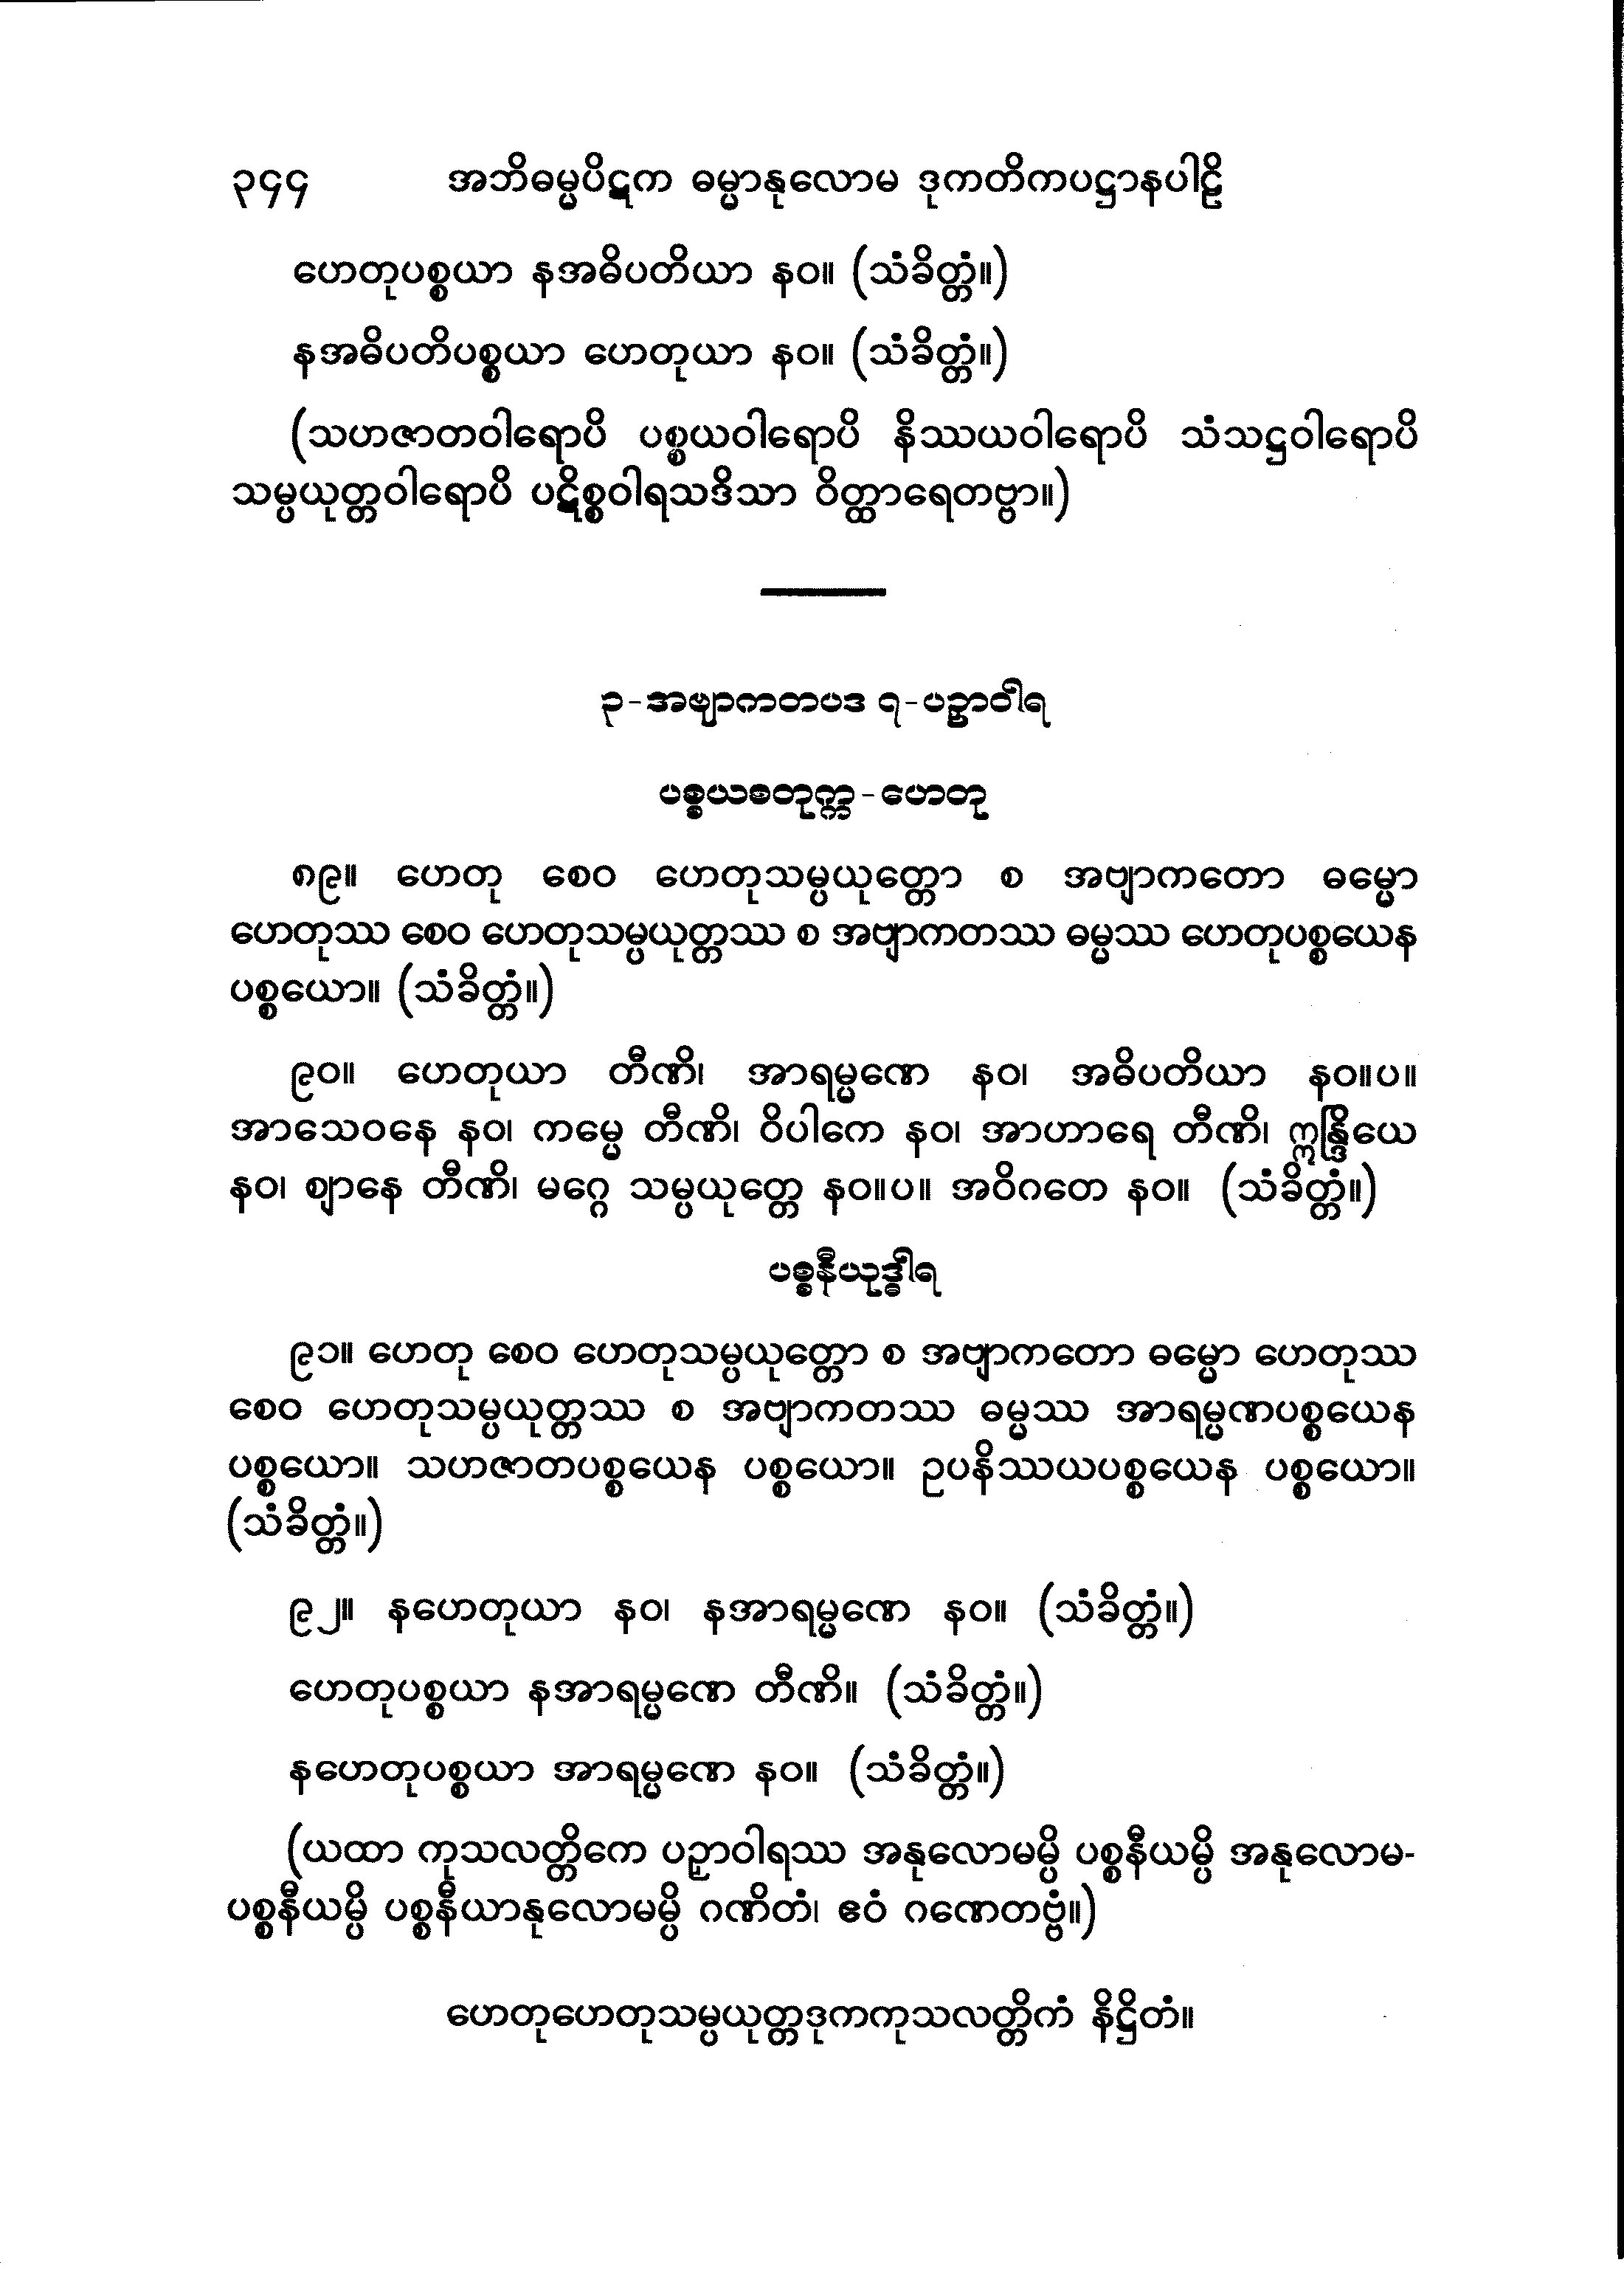 ၃၄၄ အဘိဓမ္မပိဋက ဓမ္မာနုလောမ ဒုကတိကပဋ္ဌာနပါဠိ
ဟေတုပစ္စယာ နအဓိပတိယာ နဝ။ (သံခိတ္တံ။)
နအဓိပတိပစ္စယာ ဟေတုယာ နဝ။ (သံခိတ္တံ။)
(သဟဇာတဝါရောပိ ပစ္စယဝါရောပိ နိဿယဝါရောပိ သံသဋ္ဌဝါရောပိ
သမ္ပယုတ္တဝါရောပိ ပဋိစ္စဝါရသဒိသာ ဝိတ္ထာရေတဗ္ဗာ။)
၃-အဗျာကတပဒ ၇-ပဉှာဝါရ
ပစ္စယစတုက္က-ဟေတု
၈၉။ ဟေတု စေဝ ဟေတုသမ္ပယုတ္တော စ အဗျာကတော ဓမ္မော
ဟေတုဿ စေဝ ဟေတုသမ္ပယုတ္တဿ စ အဗျာကတဿ ဓမ္မဿ ဟေတုပစ္စယေန
ပစ္စယော။ (သံခိတ္တံ။)
၉၀။ ဟေတုယာ တီဏိ၊ အာရမ္မဏေ နဝ၊ အဓိပတိယာ နဝ။ပ။
အာသေဝနေ နဝ၊ ကမ္မေ တီဏိ၊ ဝိပါကေ နဝ၊ အာဟာရေ တီဏိ၊ ဣန္ဒြိယေ
နဝ၊ ဈာနေ တီဏိ၊ မဂ္ဂေ သမ္ပယုတ္တေ နဝ။ပ။ အဝိဂတေ နဝ။ (သံခိတ္တံ။)
ပစ္စနီယုဒ္ဓါရ
၉၁။ ဟေတု စေဝ ဟေတုသမ္ပယုတ္တော စ အဗျာကတော ဓမ္မော ဟေတုဿ
စေဝ ဟေတုသမ္ပယုတ္တဿ စ အဗျာကတဿ ဓမ္မဿ အာရမ္မဏပစ္စယေန
ပစ္စယော။ သဟဇာတပစ္စယေန ပစ္စယော။ ဥပနိဿယပစ္စယေန ပစ္စယော။
(သံခိတ္တံ။)
၉၂။ နဟေတုယာ နဝ၊ နအာရမ္မဏေ နဝ။ (သံခိတ္တံ။)
ဟေတုပစ္စယာ နအာရမ္မဏေ တီဏိ။ (သံခိတ္တံ။)
နဟေတုပစ္စယာ အာရမ္မဏေ နဝ။ (သံခိတ္တံ။)
(ယထာ ကုသလတ္တိကေ ပဉှာဝါရဿ အနုလောမမ္ပိ ပစ္စနီယမ္ပိ အနုလောမ-
ပစ္စနီယမ္ပိ ပစ္စနီယာနုလောမမ္ပိ ဂဏိတံ၊ ဧဝံ ဂဏေတဗ္ဗံ။)
ဟေတုဟေတုသမ္ပယုတ္တဒုကကုသလတ္တိကံ နိဋ္ဌိတံ။